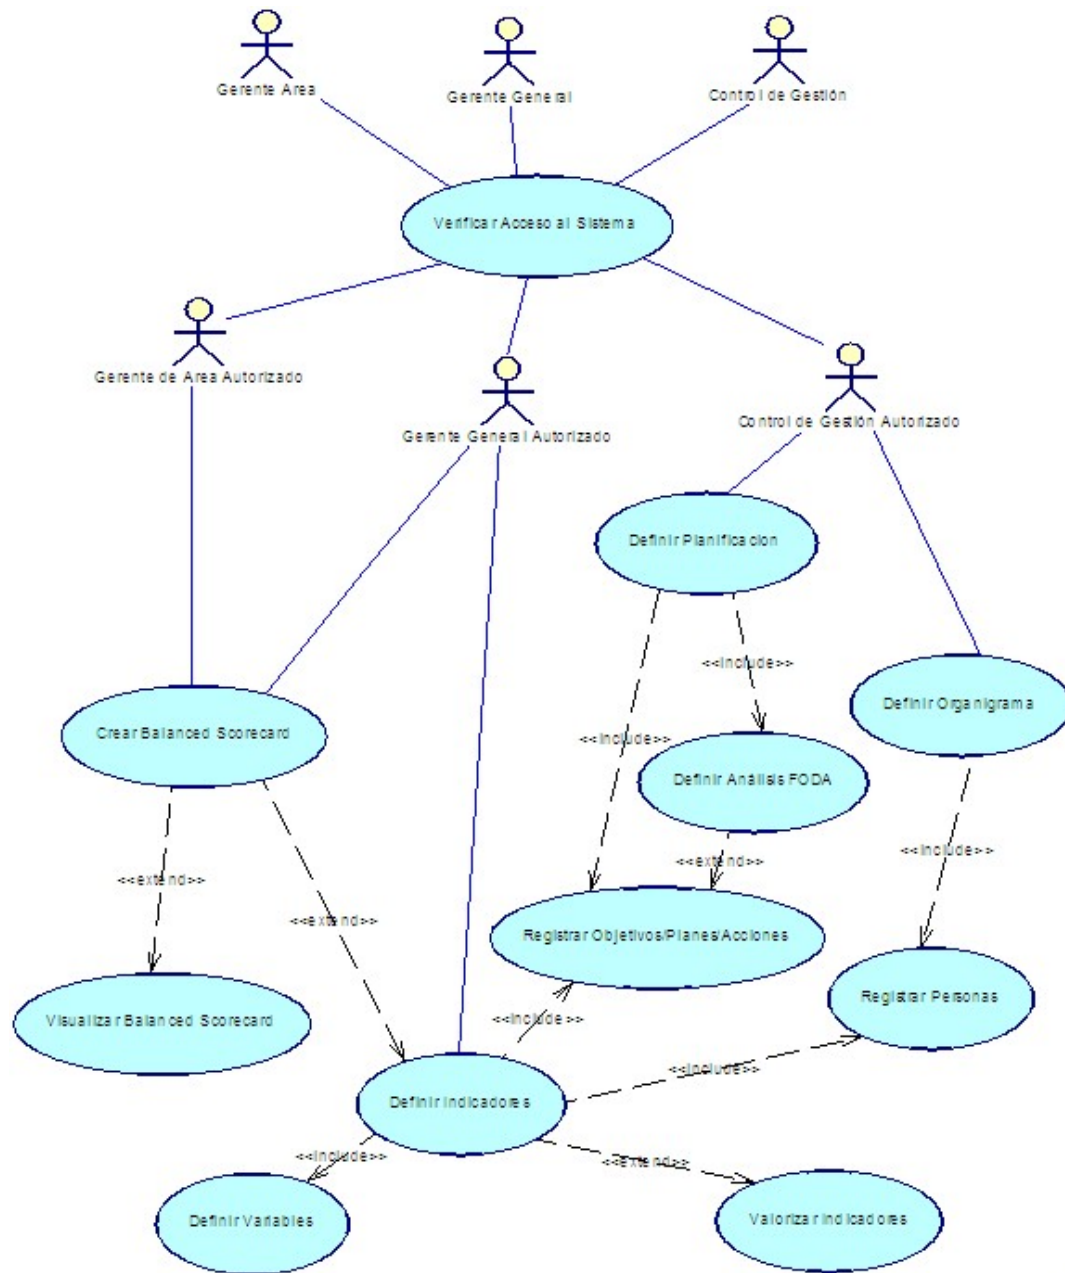 Gerente Area
Gerente General
Control de Gestión
Verificar Acceso al Sistema
Gerente de Area Autorizado
Gerente General Autorizado
Control de Gestión Autorizado
Definir Planificacion
<<include>>
Definir Organigrama
Crear Balanced Scorecard
<<include>>
Definir Análisis FODA
<<include>>
<<extend>>
<<extend>>
<<extend>>
Registrar Objetivos/Planes/Acciones
Registrar Personas
Visualizar Balanced Scorecard
<<include>>
<<include>>
Definir Indicadores
<<include>>
<<extend>>
Definir Variables
Valorizar Indicadores